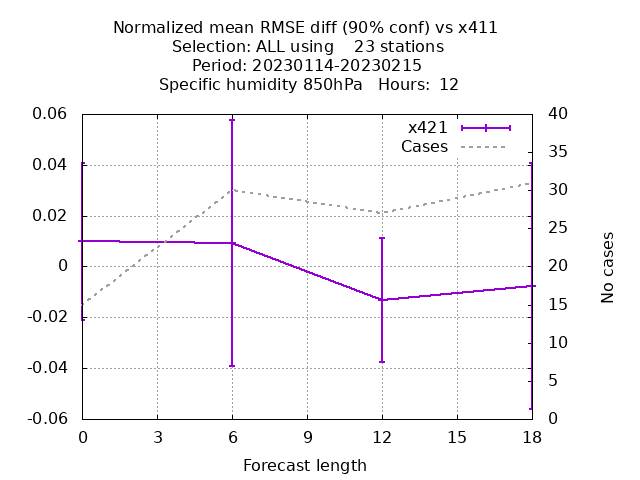 Normalized mean RMSE diff (90% conf) vs x411
Selection: ALL using    23 stations
Period: 20230114-20230215
Specific humidity 850hPa   Hours:  12
x421
Cases
0.06
0.04
0.02
0
-0.02
-0.04
-0.06
40
35
30
25
20
15
10
5
0
No cases
0 3 6 9 12 15 18
Forecast length